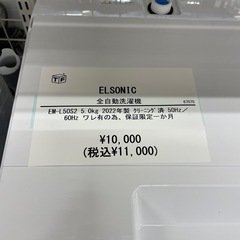 TF
ELSONIC
全自動洗濯機
EM-L50S2 5.0kg 2022年製 クリーニング済 50Hz/
60Hz ワレ有の為、保証限定一か月
¥10,000
(税込¥11,000)